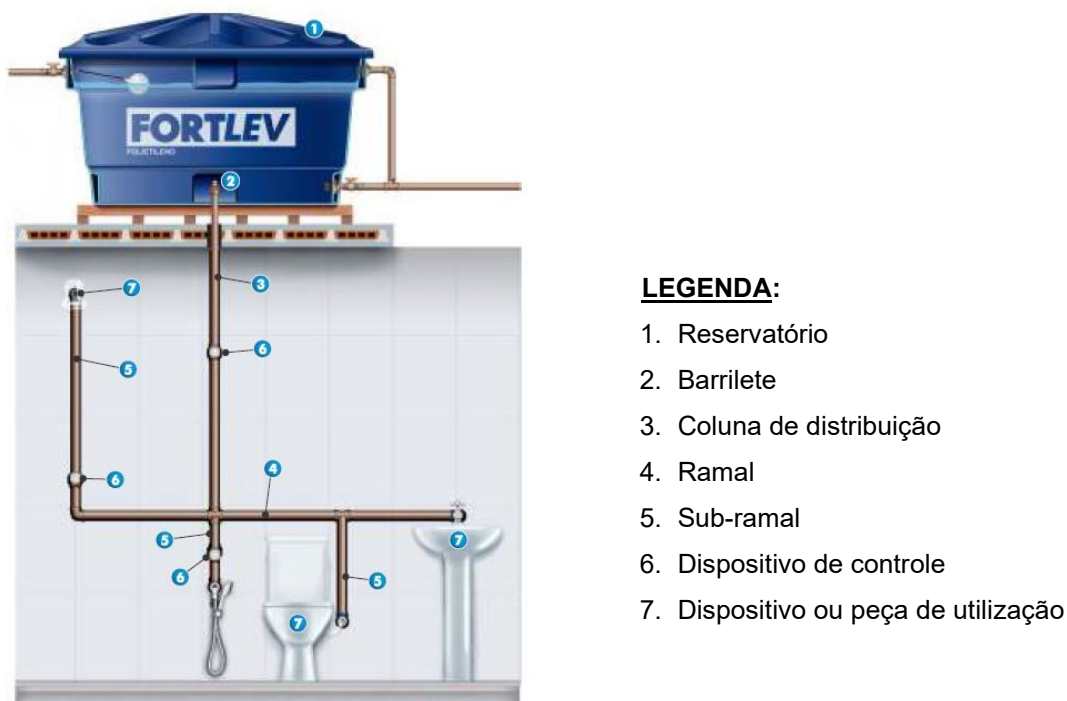 1
FORTLEV
POLIETILENO
2
3
7
6
5
6
4
5
6
5
7
7
LEGENDA:
1. Reservatório
2. Barrilete
3. Coluna de distribuição
4. Ramal
5. Sub-ramal
6. Dispositivo de controle
7. Dispositivo ou peça de utilização